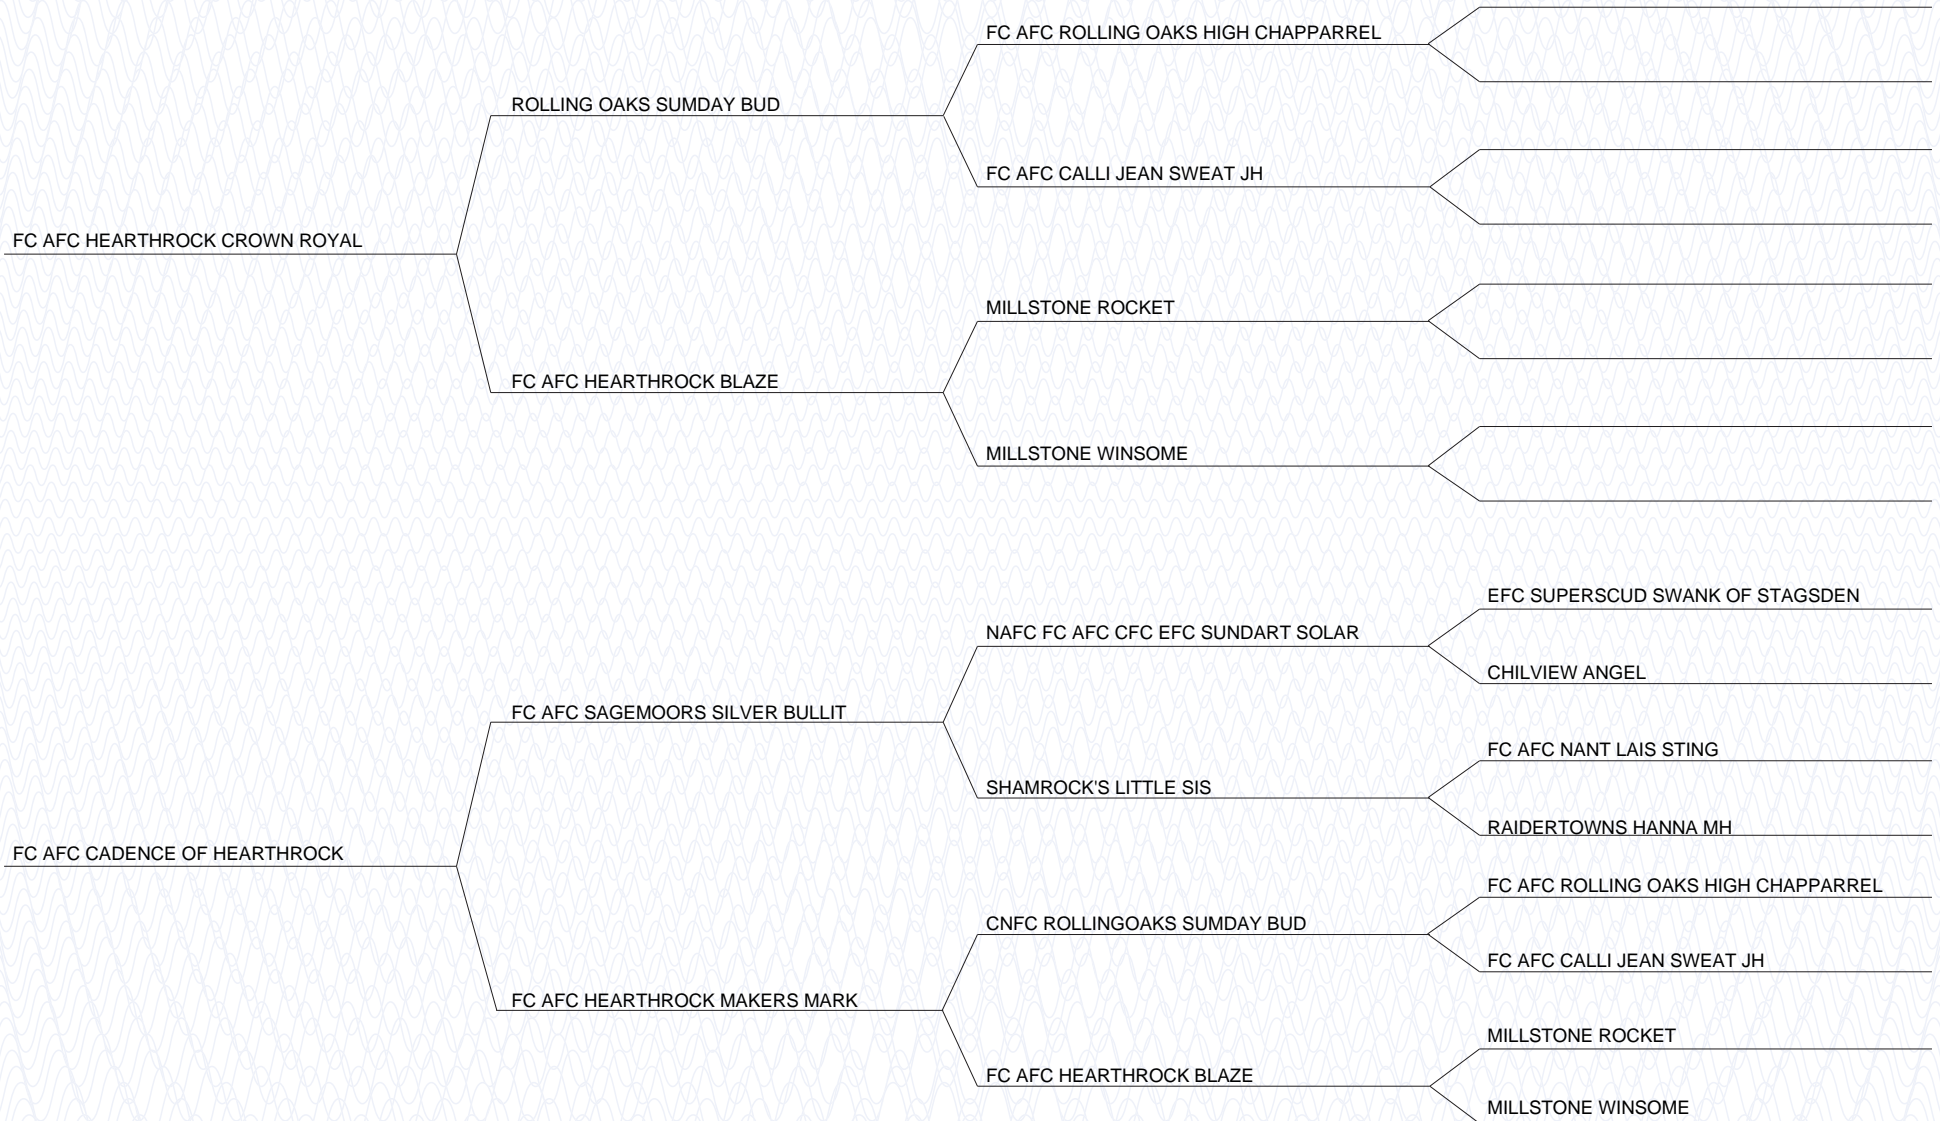 FC AFC HEARTHROCK CROWN ROYAL
ROLLING OAKS SUMDAY BUD
FC AFC ROLLING OAKS HIGH CHAPPARREL
FC AFC CALLI JEAN SWEAT JH
FC AFC HEARTHROCK BLAZE
MILLSTONE ROCKET
MILLSTONE WINSOME
FC AFC CADENCE OF HEARTHROCK
FC AFC SAGEMOORS SILVER BULLIT
NAFC FC AFC CFC EFC SUNDART SOLAR
EFC SUPERSCUD SWANK OF STAGSDEN
CHILVIEW ANGEL
SHAMROCK'S LITTLE SIS
FC AFC NANT LAIS STING
RAIDERTOWNS HANNA MH
FC AFC HEARTHROCK MAKERS MARK
CNFC ROLLINGOAKS SUMDAY BUD
FC AFC ROLLING OAKS HIGH CHAPPARREL
FC AFC CALLI JEAN SWEAT JH
FC AFC HEARTHROCK BLAZE
MILLSTONE ROCKET
MILLSTONE WINSOME